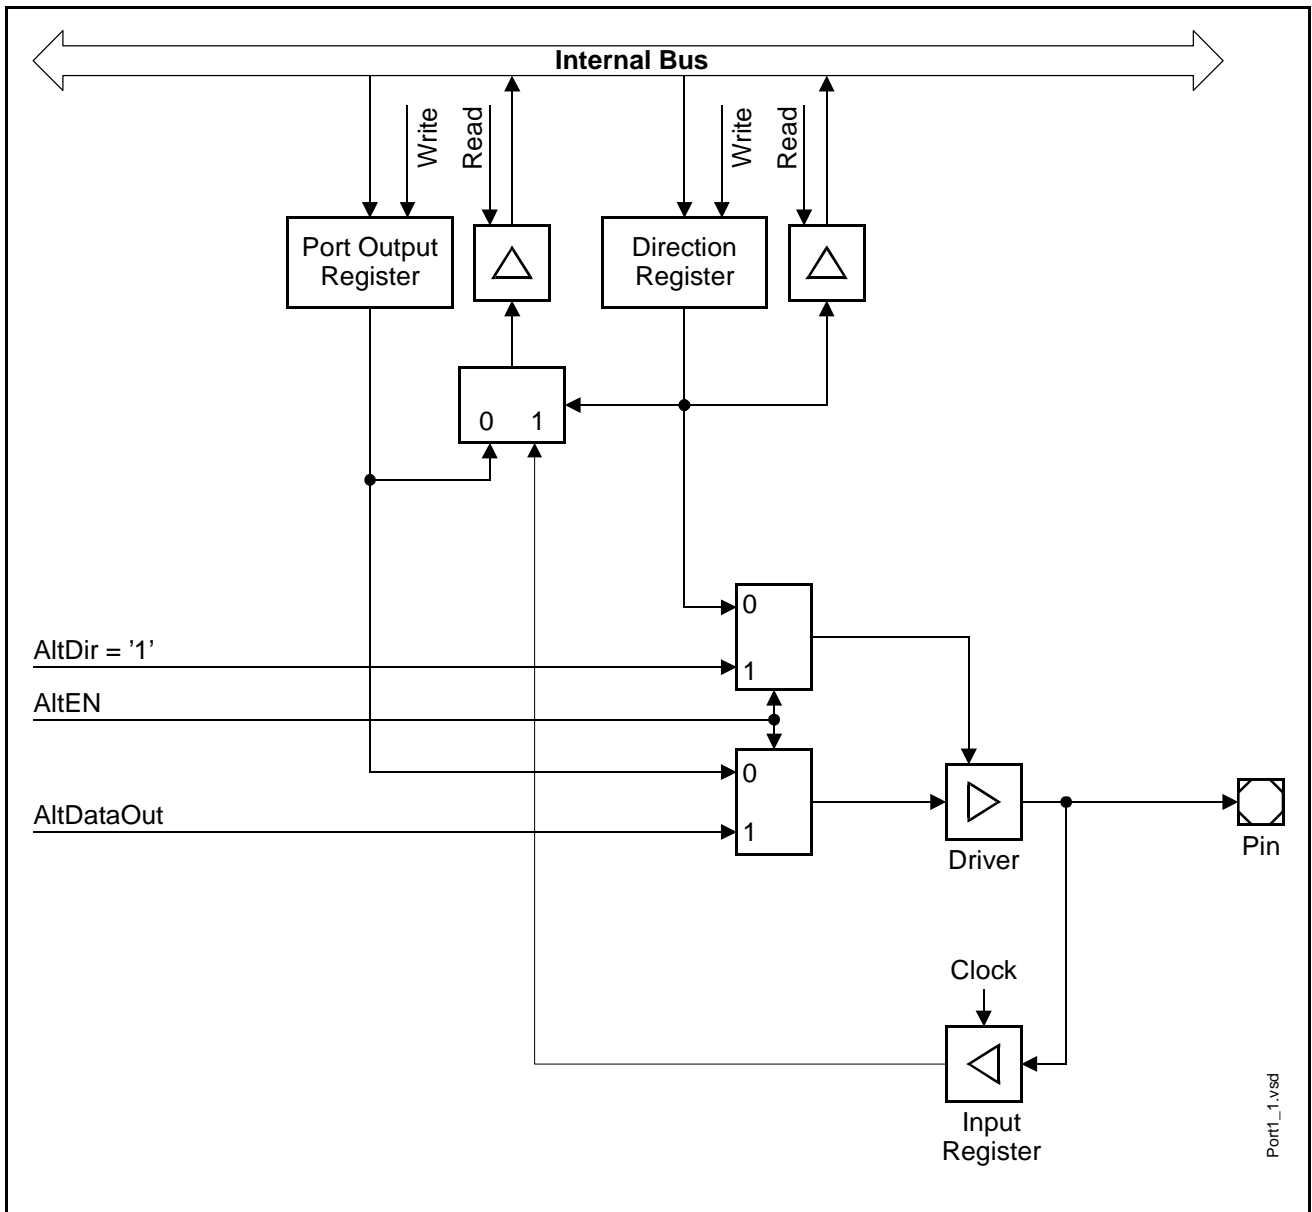 Internal Bus
Write
Read
Write
Read
Port Output
Register
Direction
Register
0 1
0
AltDir = ’1’
1
AltEN
0
AltDataOut
1
Driver
Pin
Clock
Input
Register
Port1_1.vsd